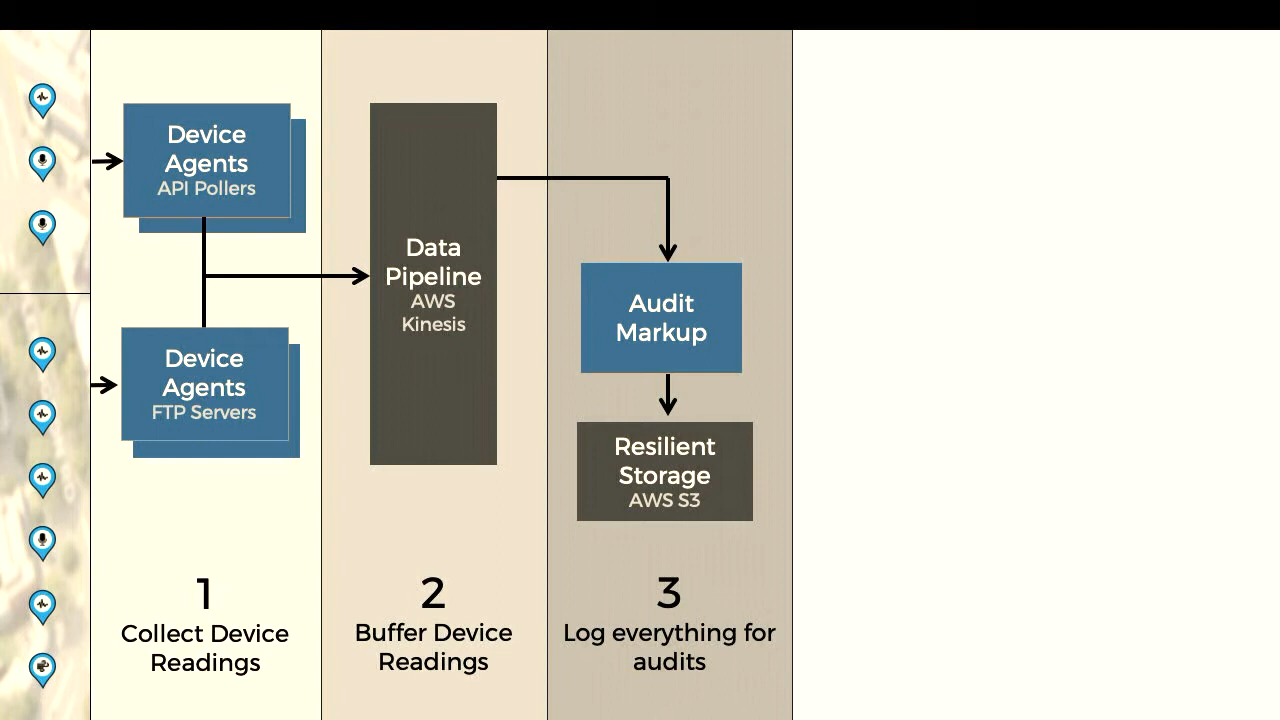 Device
Agents
API Pollers
Device
Agents
FTP Servers
1
Collect Device
Readings
Data
Pipeline
AWS
Kinesis
2
Buffer Device
Readings
Audit
Markup
Resilient
Storage
AWS S3
3
Log everything for
audits